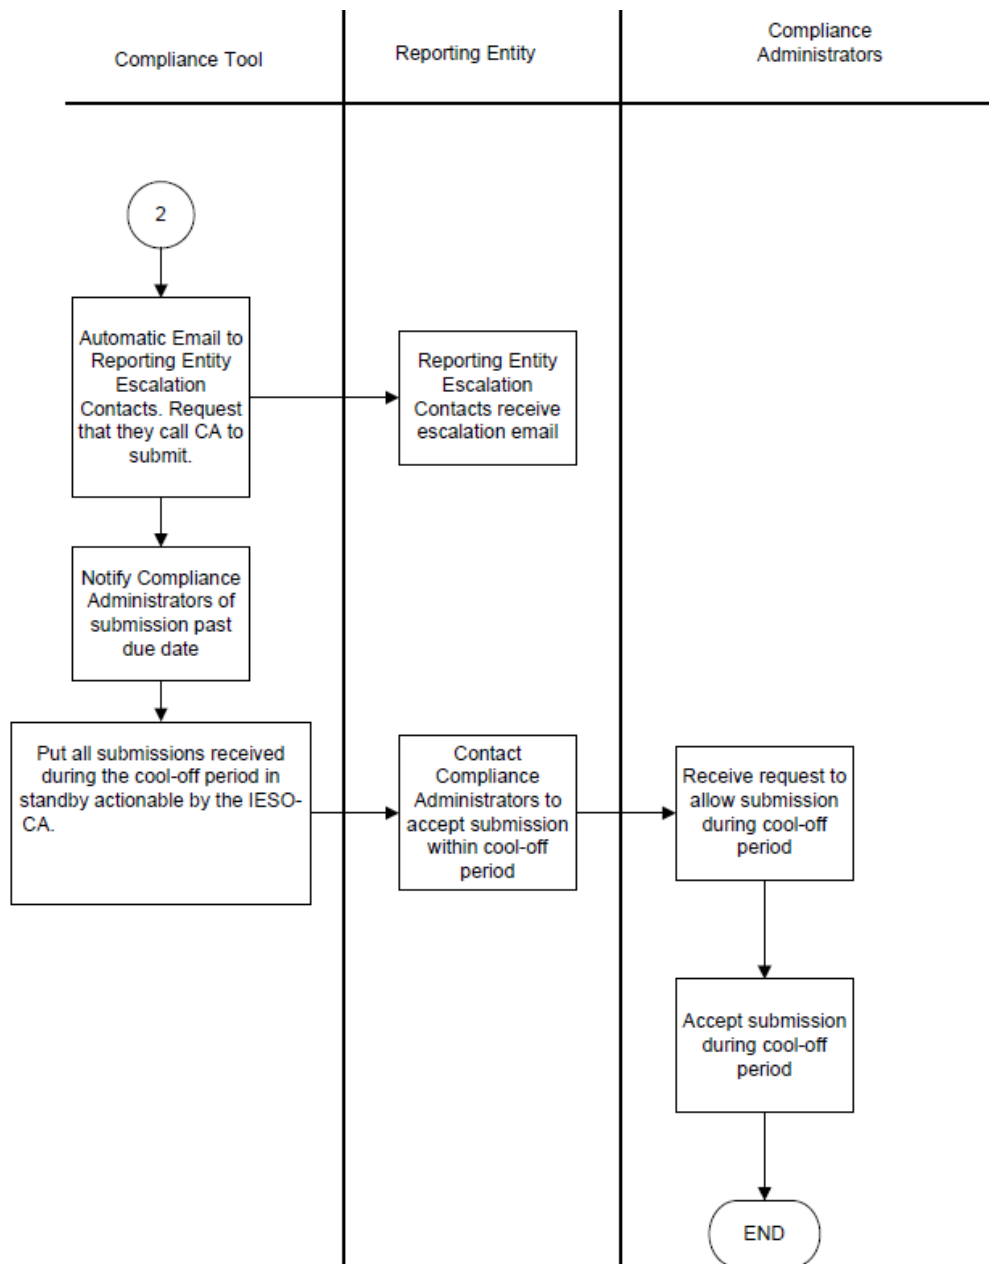 Compliance Tool
Reporting Entity
Compliance
Administrators
2
Automatic Email to
Reporting Entity
Escalation
Contacts. Request
that they call CA to
submit.
Reporting Entity
Escalation
Contacts receive
escalation email
Notify Compliance
Administrators of
submission past
due date
Put all submissions received
during the cool-off period in
standby actionable by the IESO-
CA.
Contact
Compliance
Administrators to
accept submission
within cool-off
period
Receive request to
allow submission
during cool-off
period
Accept submission
during cool-off
period
END